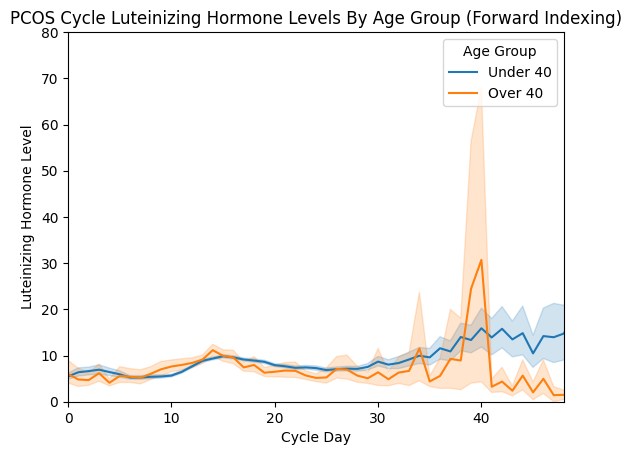 PCOS Cycle Luteinizing Hormone Levels By Age Group (Forward Indexing)
80
70
60
50
40
30
20
10
0
Luteinizing Hormone Level
Age Group
Under 40
Over 40
0
10
20
30
40
Cycle Day